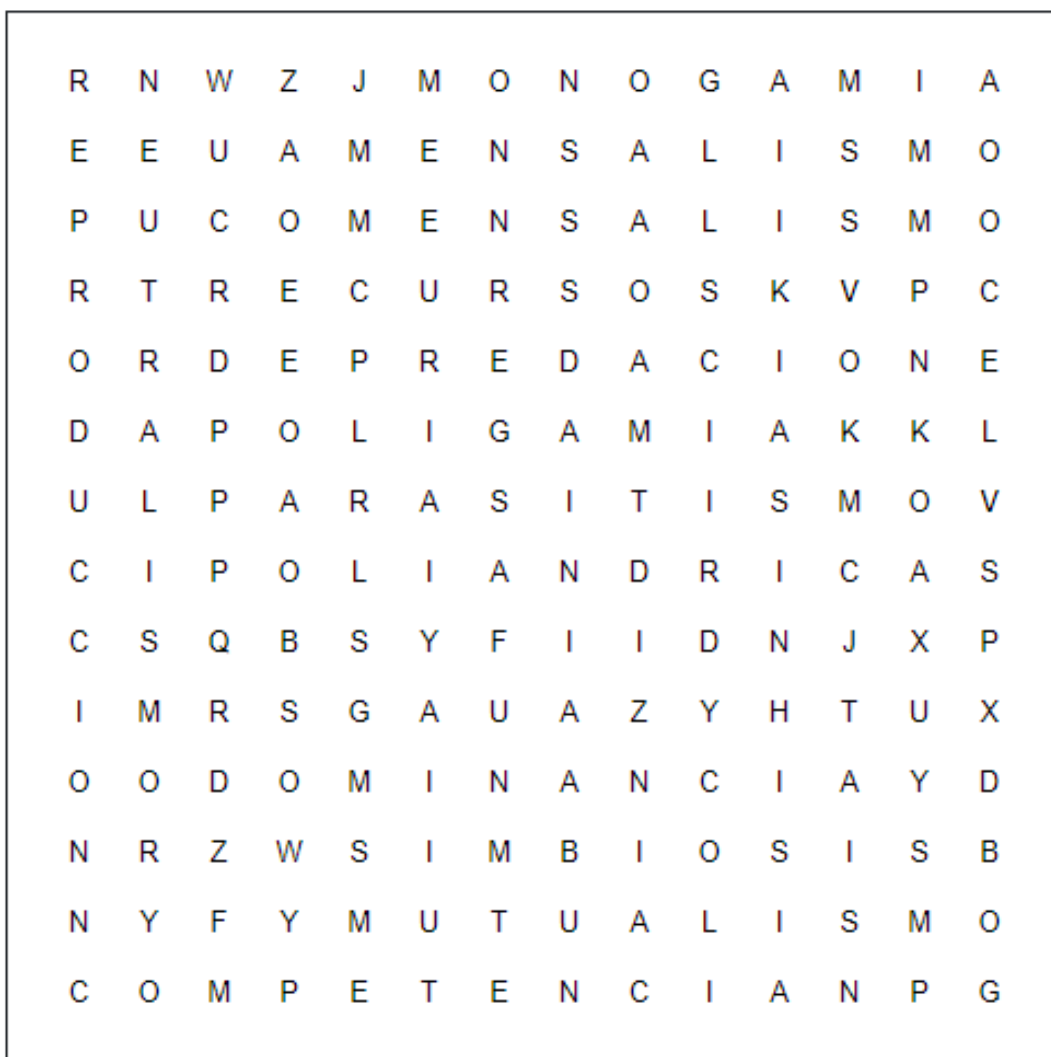 R N W Z J M O N O G A M I A
E E U A M E N S A L I S M O
P U C O M E N S A L I S M O
R T R E C U R S O S K V P C
O R D E P R E D A C I O N E
D A P O L I G A M I A K K L
U L P A R A S I T I S M O V
C I P O L I A N D R I C A S
C S Q B S Y F I I D N J X P
I M R S G A U A Z Y H T U X
O O D O M I N A N C I A Y D
N R Z W S I M B I O S I S B
N Y F Y M U T U A L I S M O
C O M P E T E N C I A N P G